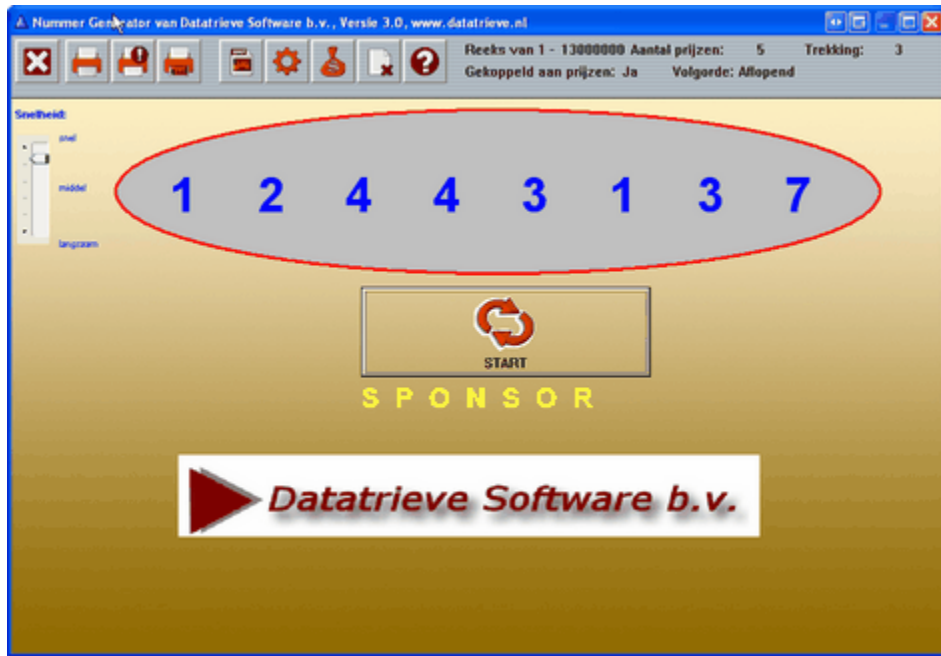 Nummer Generator van Datatrieve Software b.v., Versie 3.0, www.datatrieve.nl
Reeks van 1 - 13000000 Aantal prijzen: 5 Trekking: 3
Gekoppeld aan prijzen: Ja Volgorde: Aflopend
Snelheid:
snel
middel
langzaam
1 2 4 4 3 1 3 7
START
SPONSOR
Datatrieve Software b.v.